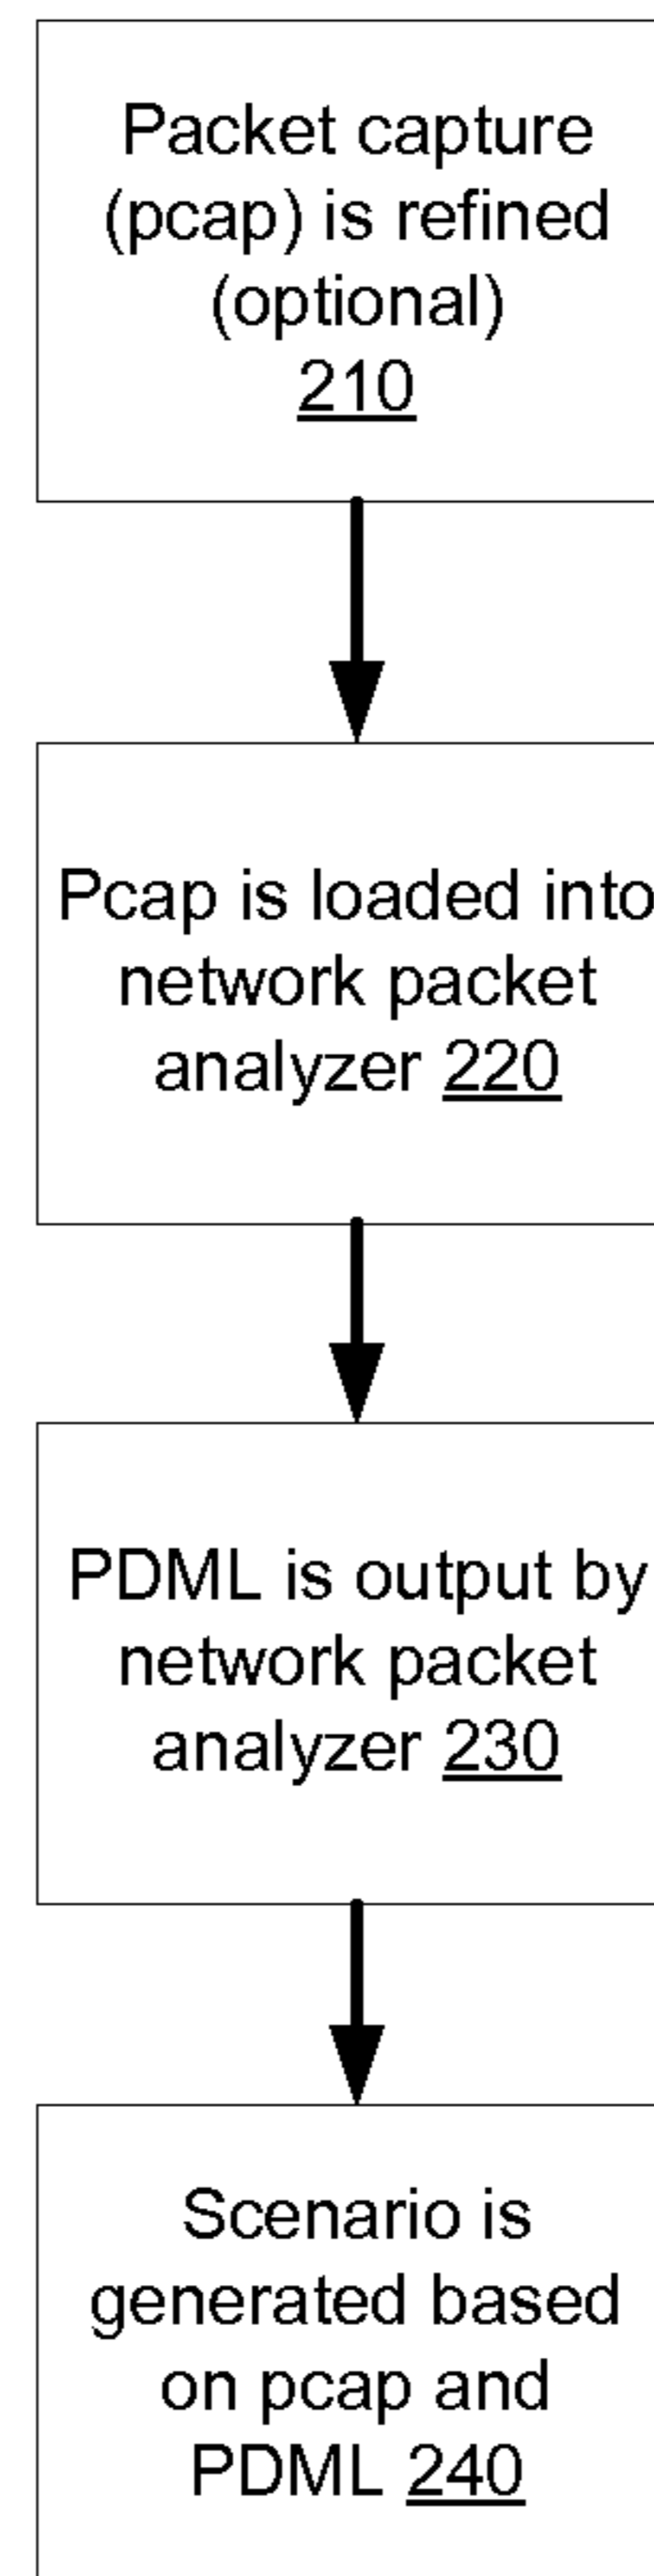 Packet capture
(pcap) is refined
(optional)
210
Pcap is loaded into
network packet
analyzer 220
PDML is output by
network packet
analyzer 230
Scenario is
generated based
on pcap and
PDML 240